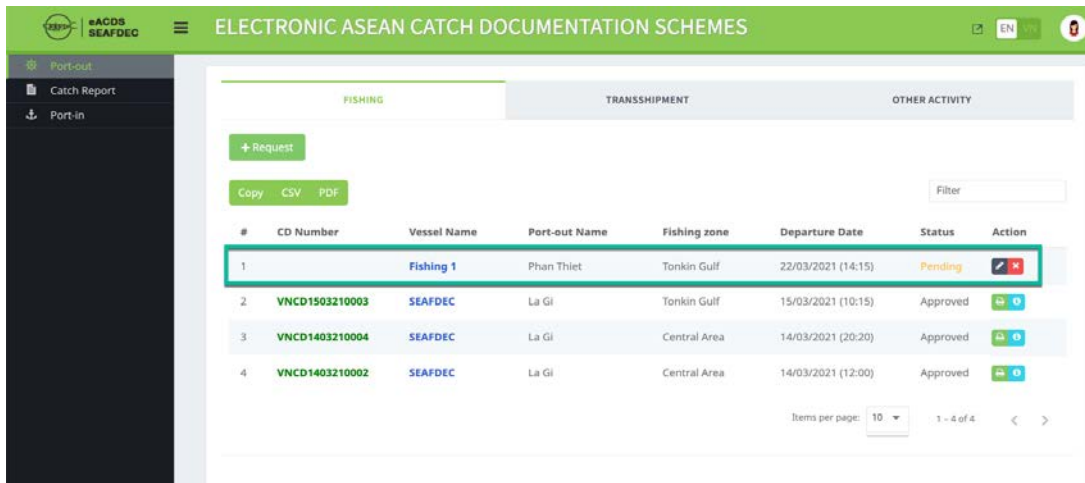 eACDS
SEAFDEC
ELECTRONIC ASEAN CATCH DOCUMENTATION SCHEMES
EN
Port-out
Catch Report
Port-in
FISHING TRANSSHIPMENT OTHER ACTIVITY
+ Request
Copy CSV PDF Filter
# CD Number Vessel Name Port-out Name Fishing zone Departure Date Status Action
1 Fishing 1 Phan Thiet Tonkin Gulf 22/03/2021 (14:15) Pending
2 VNCD1503210003 SEAFDEC La Gi Tonkin Gulf 15/03/2021 (10:15) Approved
3 VNCD1403210004 SEAFDEC La Gi Central Area 14/03/2021 (20:20) Approved
4 VNCD1403210002 SEAFDEC La Gi Central Area 14/03/2021 (12:00) Approved
Items per page: 10 1 – 4 of 4